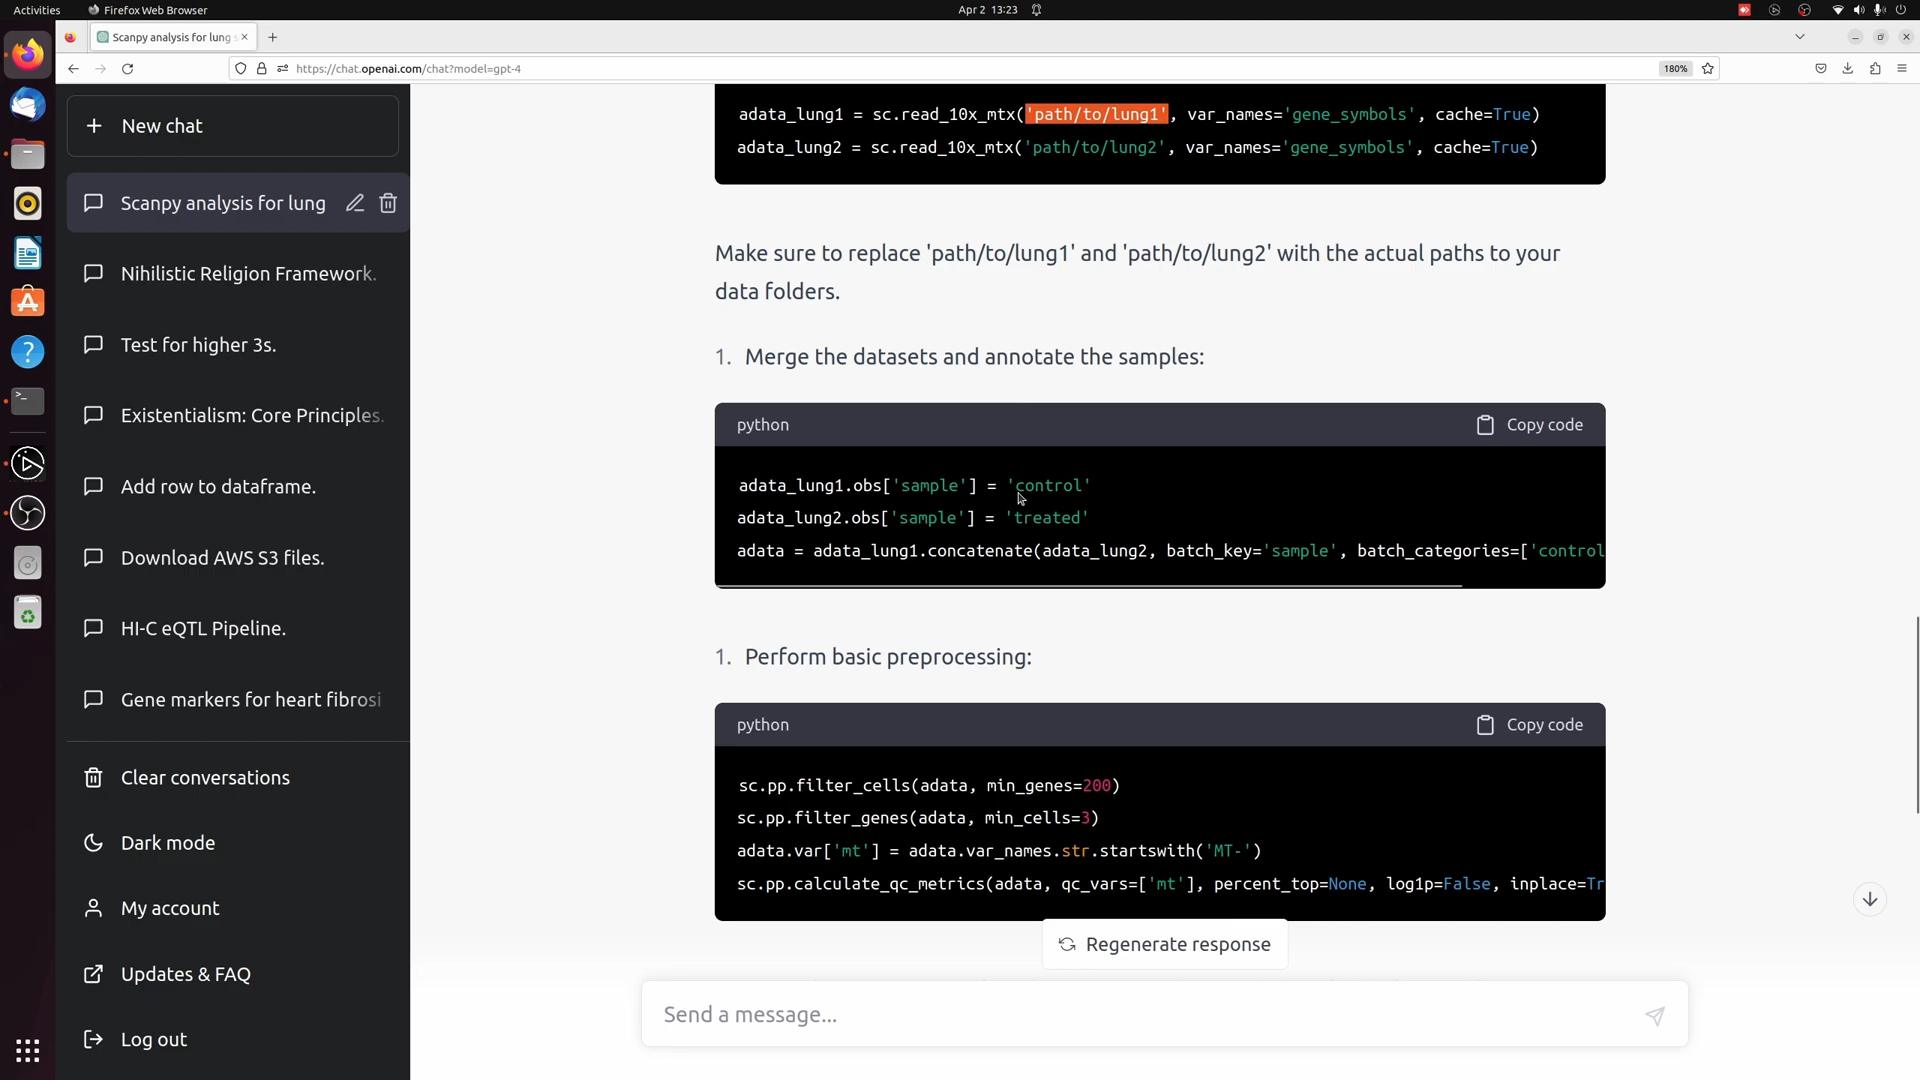 Activities
Firefox Web Browser
Apr 2 13:23
Scanpy analysis for lung s
https://chat.openai.com/chat?model=gpt-4
180%
New chat
Scanpy analysis for lung
Nihilistic Religion Framework.
Test for higher 3s.
Existentialism: Core Principles.
Add row to dataframe.
Download AWS S3 files.
HI-C eQTL Pipeline.
Gene markers for heart fibrosi
Clear conversations
Dark mode
My account
Updates & FAQ
Log out
adata_lung1 = sc.read_10x_mtx('path/to/lung1', var_names='gene_symbols', cache=True)
adata_lung2 = sc.read_10x_mtx('path/to/lung2', var_names='gene_symbols', cache=True)
Make sure to replace 'path/to/lung1' and 'path/to/lung2' with the actual paths to your
data folders.
1. Merge the datasets and annotate the samples:
python
Copy code
adata_lung1.obs['sample'] = 'control'
adata_lung2.obs['sample'] = 'treated'
adata = adata_lung1.concatenate(adata_lung2, batch_key='sample', batch_categories=['control
1. Perform basic preprocessing:
python
Copy code
sc.pp.filter_cells(adata, min_genes=200)
sc.pp.filter_genes(adata, min_cells=3)
adata.var['mt'] = adata.var_names.str.startswith('MT-')
sc.pp.calculate_qc_metrics(adata, qc_vars=['mt'], percent_top=None, log1p=False, inplace=Tr
Regenerate response
Send a message...